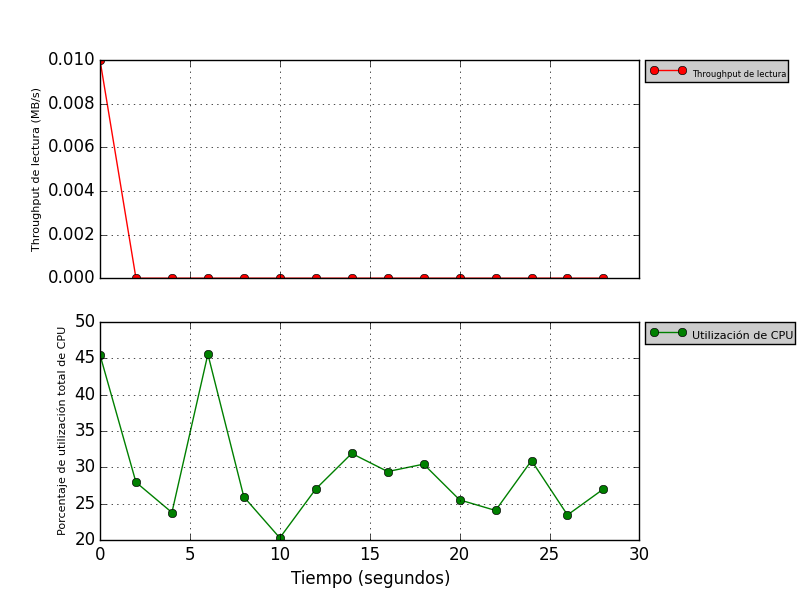 0.010
0.008
0.006
0.004
0.002
0.000
Throughput de lectura (MB/s)
Throughput de lectura
50
45
40
35
30
25
20
Porcentaje de utilización total de CPU
Utilización de CPU
0 5 10 15 20 25 30
Tiempo (segundos)